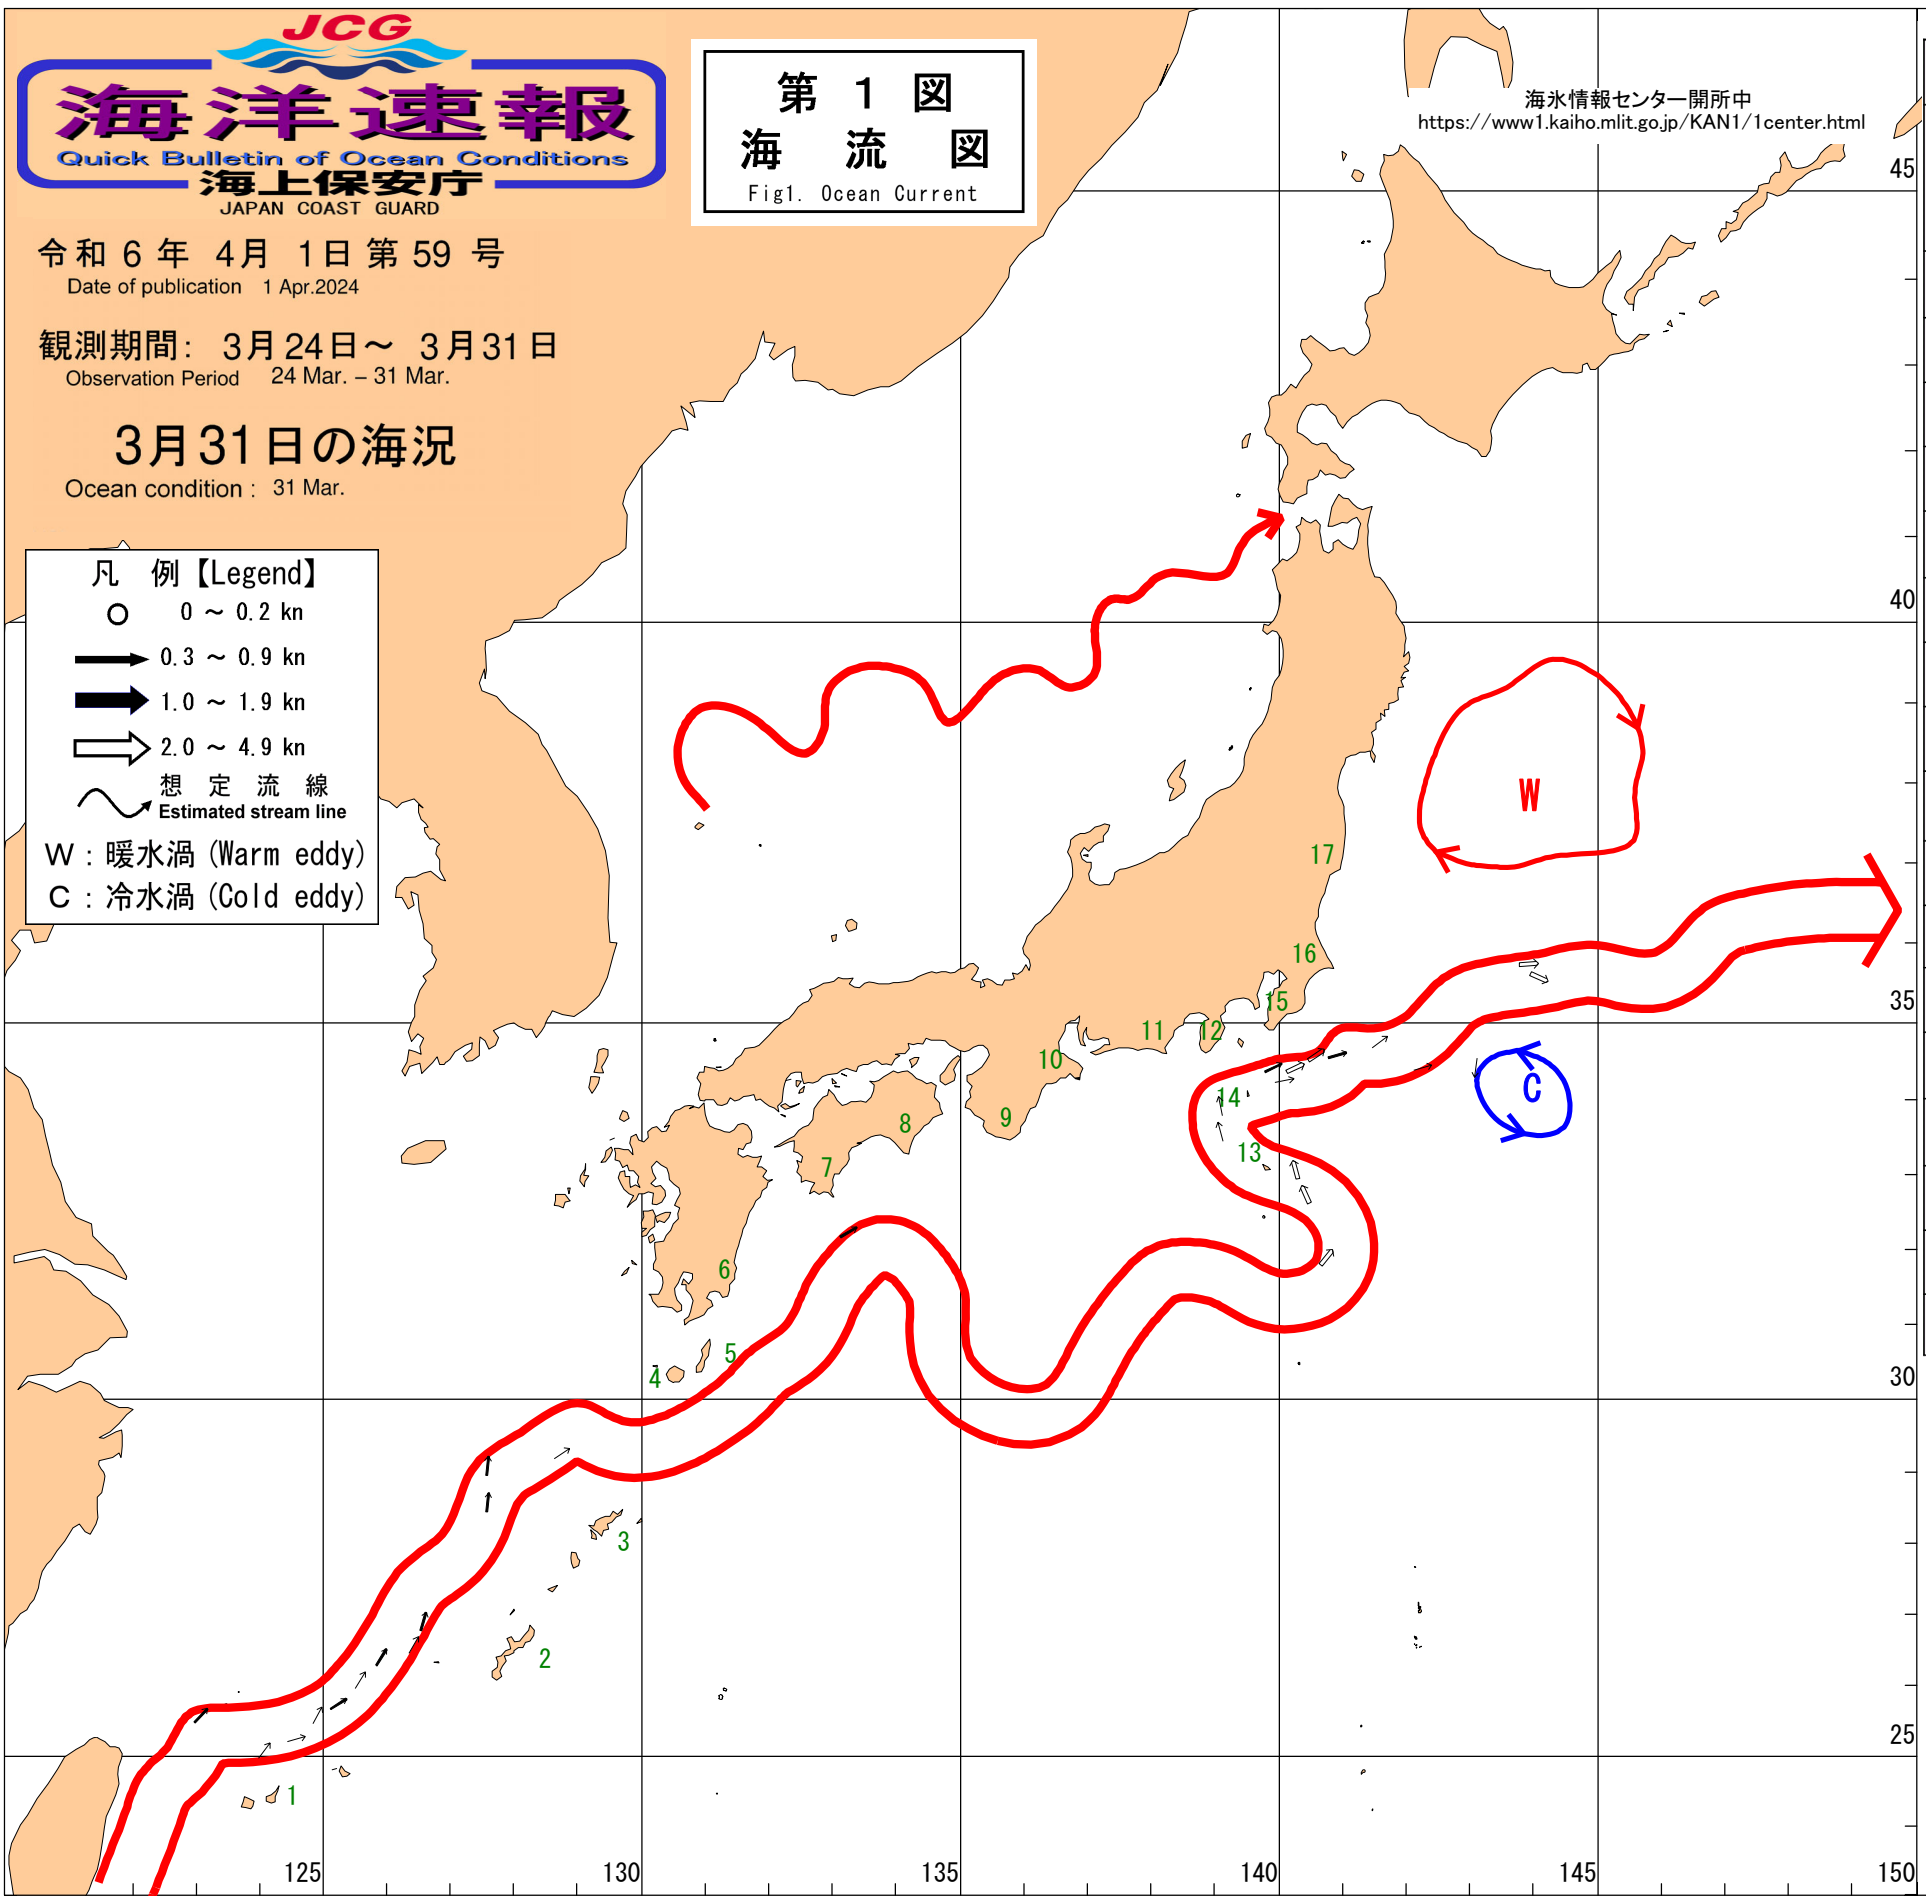 JCG
海洋速報
Quick Bulletin of Ocean Conditions
海上保安庁
JAPAN COAST GUARD
令和 6 年 4月 1日 第 59 号
Date of publication 1 Apr.2024
観測期間: 3月24日～ 3月31日
Observation Period 24 Mar. – 31 Mar.
3月31日の海況
Ocean condition : 31 Mar.
第 1 図
海 流 図
Fig1. Ocean Current
海氷情報センター開所中
https://www1.kaiho.mlit.go.jp/KAN1/1center.html
凡 例【Legend】
0 ～ 0.2 kn
0.3 ～ 0.9 kn
1.0 ～ 1.9 kn
2.0 ～ 4.9 kn
想 定 流 線
Estimated stream line
W : 暖水渦 (Warm eddy)
C : 冷水渦 (Cold eddy)
45
40
W
17
16
15
35
12
11
10
C
14
9
8
13
7
6
5
4
30
3
2
25
1
125
130
135
140
145
150